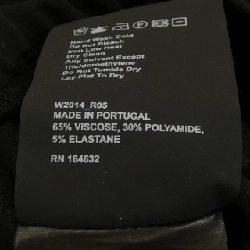 Hand Wash Cold
Do Not Bleach
Iron Low Heat
Dry Clean
Any Solvent Except
Trichloroethylene
Do Not Tumble Dry
Lay Flat To Dry
W2014_R05
MADE IN PORTUGAL
65% VISCOSE, 30% POLYAMIDE,
5% ELASTANE
RN 164632